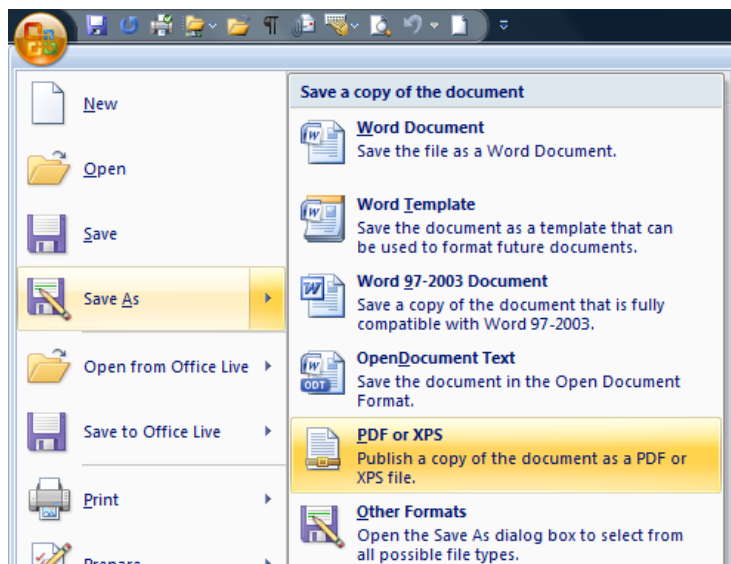 New
Open
Save
Save As
Open from Office Live
Save to Office Live
Print
Prepare
Save a copy of the document
Word Document
Save the file as a Word Document.
Word Template
Save the document as a template that can
be used to format future documents.
Word 97-2003 Document
Save a copy of the document that is fully
compatible with Word 97-2003.
OpenDocument Text
Save the document in the Open Document
Format.
PDF or XPS
Publish a copy of the document as a PDF or
XPS file.
Other Formats
Open the Save As dialog box to select from
all possible file types.